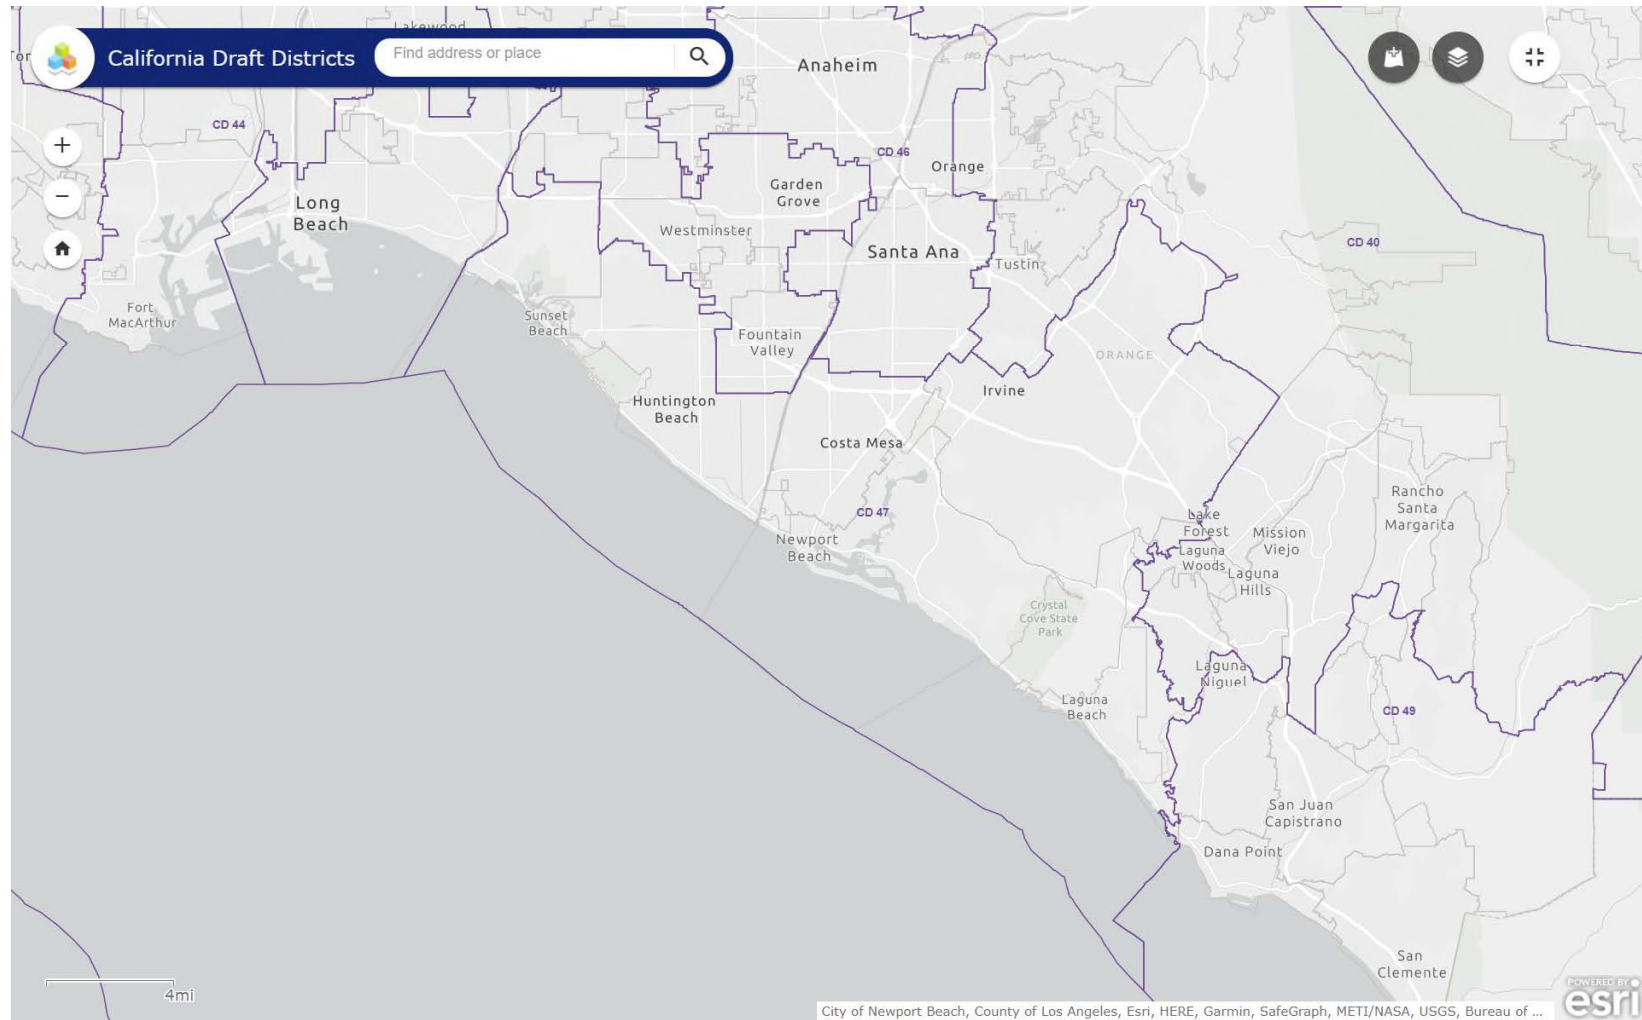 Lakewood
Tor
California Draft Districts
Find address or place
Anaheim
CD 44
CD 46
Orange
Long
Beach
Garden
Grove
Westminster
Santa Ana
Tustin
CD 40
Fort
MacArthur
Sunset
Beach
Fountain
Valley
ORANGE
Irvine
Huntington
Beach
Costa Mesa
CD 47
Newport
Beach
Lake
Forest
Mission
Viejo
Rancho
Santa
Margarita
Laguna
Woods
Laguna
Hills
Crystal
Cove State
Park
Laguna
Niguel
Laguna
Beach
CD 49
San Juan
Capistrano
Dana Point
San
Clemente
4mi
POWERED BY
esri
City of Newport Beach, County of Los Angeles, Esri, HERE, Garmin, SafeGraph, METI/NASA, USGS, Bureau of ...